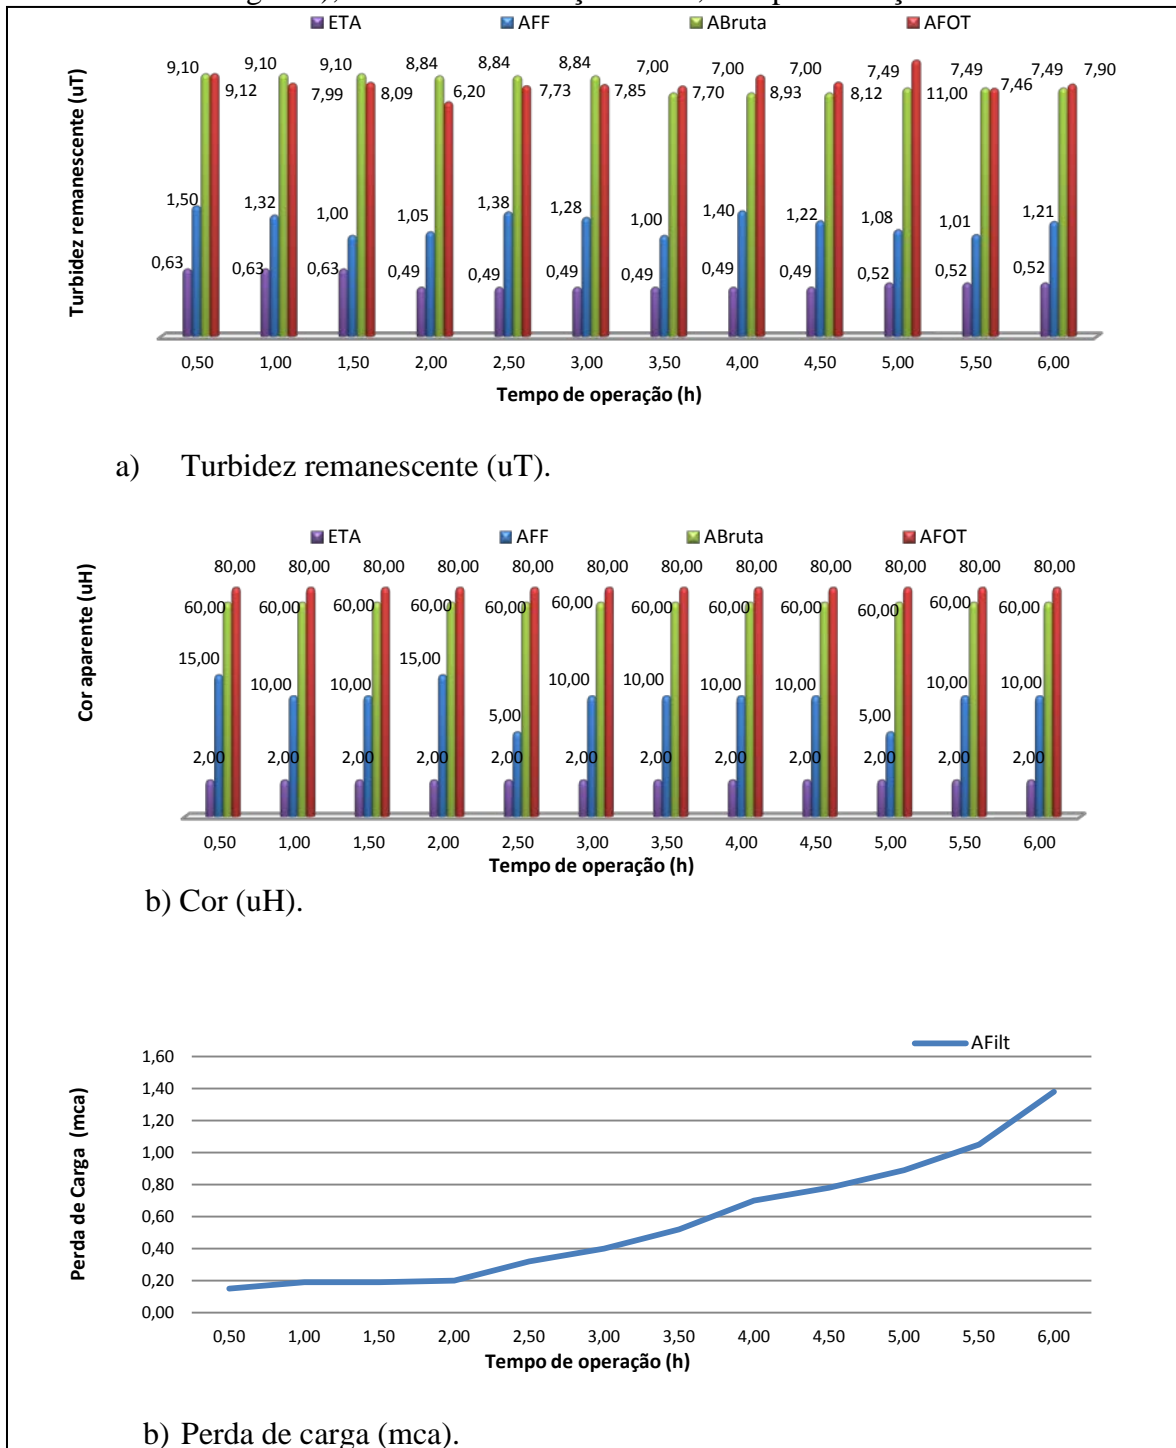 ETA AFF ABruta AFOT
Turbidez remanescente (uT)
9,10 9,10 9,10 8,84 8,84 8,84 7,00 7,00 7,00 7,49 7,49 7,49 7,90
9,12 7,99 8,09 6,20 7,73 7,85 7,70 8,93 8,12 11,00 7,46
1,50 1,32 1,00 1,05 1,38 1,28 1,00 1,40 1,22 1,08 1,01 1,21
0,63 0,63 0,63 0,49 0,49 0,49 0,49 0,49 0,49 0,52 0,52 0,52
0,50 1,00 1,50 2,00 2,50 3,00 3,50 4,00 4,50 5,00 5,50 6,00
Tempo de operação (h)
a) Turbidez remanescente (uT).
ETA AFF ABruta AFOT
Cor aparente (uH)
80,00 80,00 80,00 80,00 80,00 80,00 80,00 80,00 80,00 80,00 80,00 80,00
60,00 60,00 60,00 60,00 60,00 60,00 60,00 60,00 60,00 60,00 60,00 60,00
15,00 10,00 10,00 15,00 5,00 10,00 10,00 10,00 10,00 5,00 10,00 10,00
2,00 2,00 2,00 2,00 2,00 2,00 2,00 2,00 2,00 2,00 2,00 2,00
0,50 1,00 1,50 2,00 2,50 3,00 3,50 4,00 4,50 5,00 5,50 6,00
Tempo de operação (h)
b) Cor (uH).
AFilt
Perda de Carga (mca)
1,60
1,40
1,20
1,00
0,80
0,60
0,40
0,20
0,00
0,50 1,00 1,50 2,00 2,50 3,00 3,50 4,00 4,50 5,00 5,50 6,00
Tempo de operação (h)
b) Perda de carga (mca).